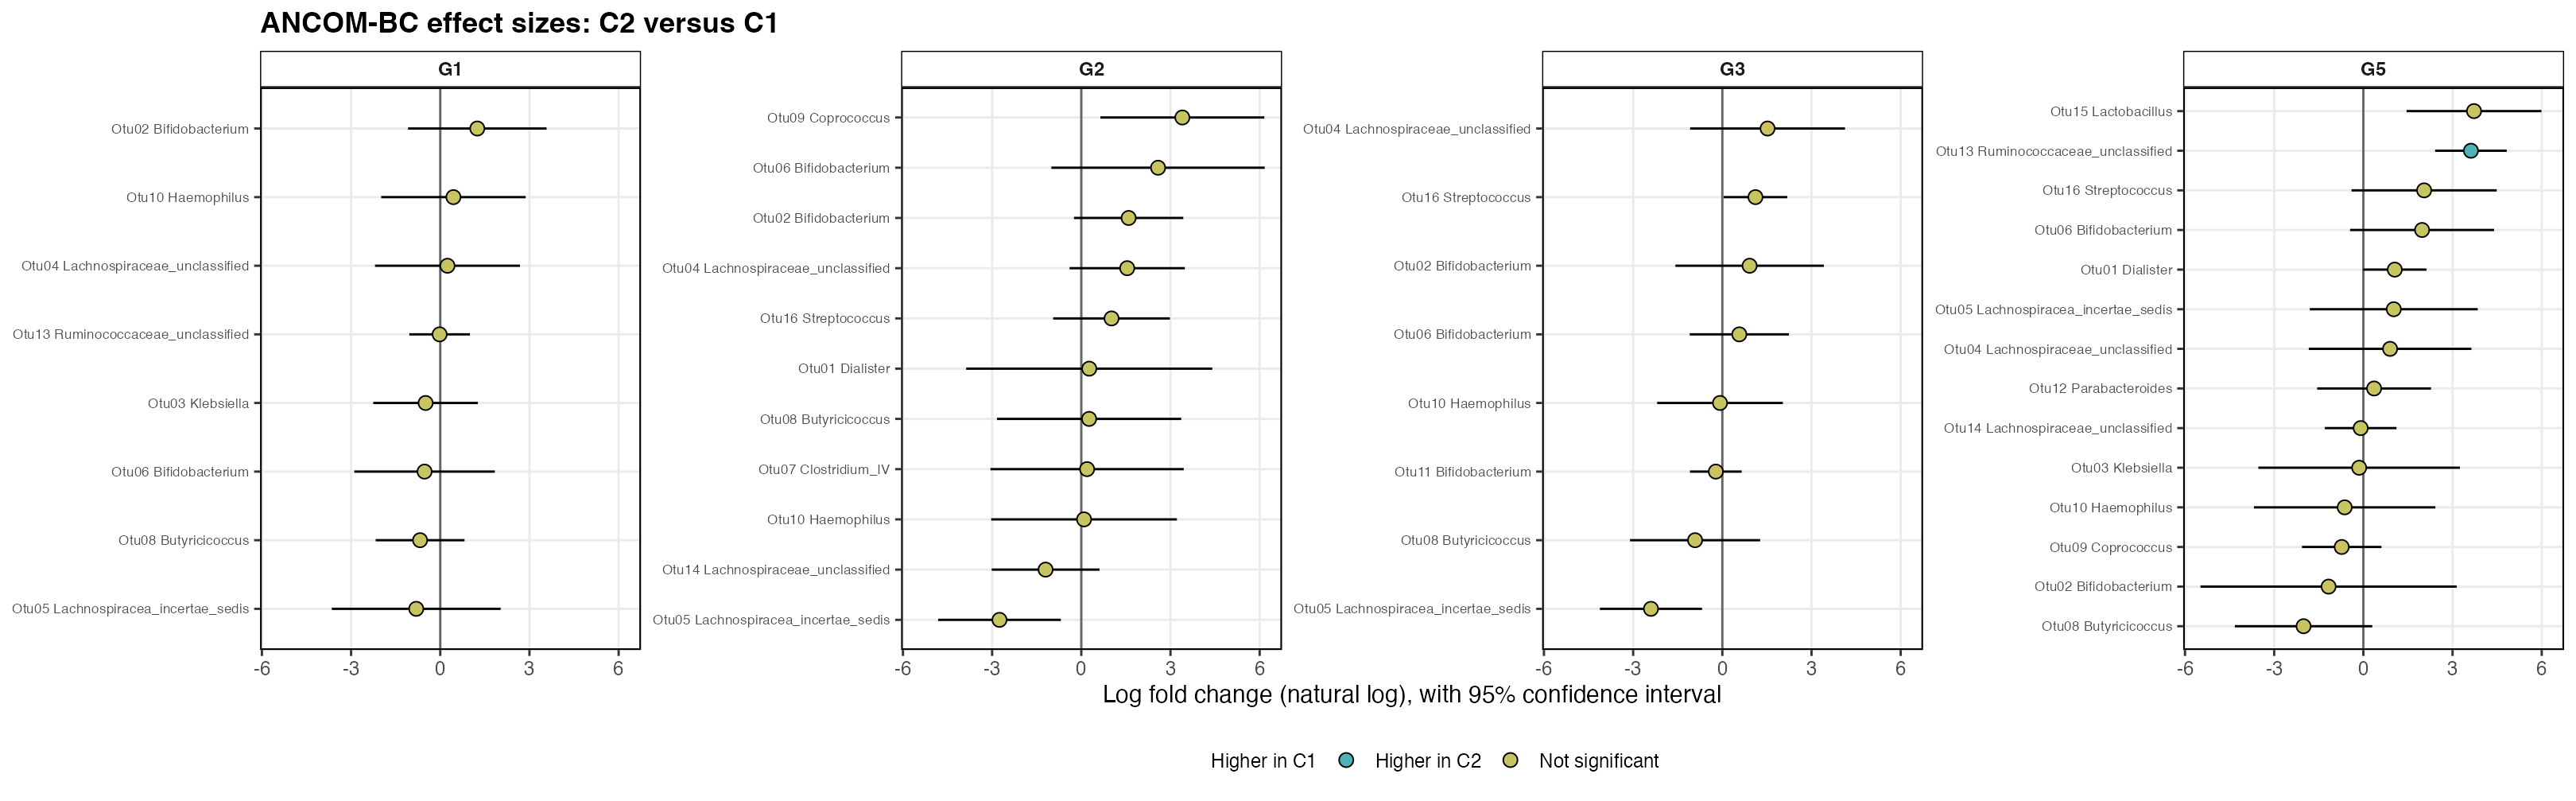 ANCOM-BC effect sizes: C2 versus C1
G1
Otu02 Bifidobacterium
Otu10 Haemophilus
Otu04 Lachnospiraceae_unclassified
Otu13 Ruminococcaceae_unclassified
Otu03 Klebsiella
Otu06 Bifidobacterium
Otu08 Butyricicoccus
Otu05 Lachnospiracea_incertae_sedis
-6 -3 0 3 6
G2
Otu09 Coprococcus
Otu06 Bifidobacterium
Otu02 Bifidobacterium
Otu04 Lachnospiraceae_unclassified
Otu16 Streptococcus
Otu01 Dialister
Otu08 Butyricicoccus
Otu07 Clostridium_IV
Otu10 Haemophilus
Otu14 Lachnospiraceae_unclassified
Otu05 Lachnospiracea_incertae_sedis
-6 -3 0 3 6
G3
Otu04 Lachnospiraceae_unclassified
Otu16 Streptococcus
Otu02 Bifidobacterium
Otu06 Bifidobacterium
Otu10 Haemophilus
Otu11 Bifidobacterium
Otu08 Butyricicoccus
Otu05 Lachnospiracea_incertae_sedis
-6 -3 0 3 6
G5
Otu15 Lactobacillus
Otu13 Ruminococcaceae_unclassified
Otu16 Streptococcus
Otu06 Bifidobacterium
Otu01 Dialister
Otu05 Lachnospiracea_incertae_sedis
Otu04 Lachnospiraceae_unclassified
Otu12 Parabacteroides
Otu14 Lachnospiraceae_unclassified
Otu03 Klebsiella
Otu10 Haemophilus
Otu09 Coprococcus
Otu02 Bifidobacterium
Otu08 Butyricicoccus
-6 -3 0 3 6
Log fold change (natural log), with 95% confidence interval
Higher in C1 Higher in C2 Not significant